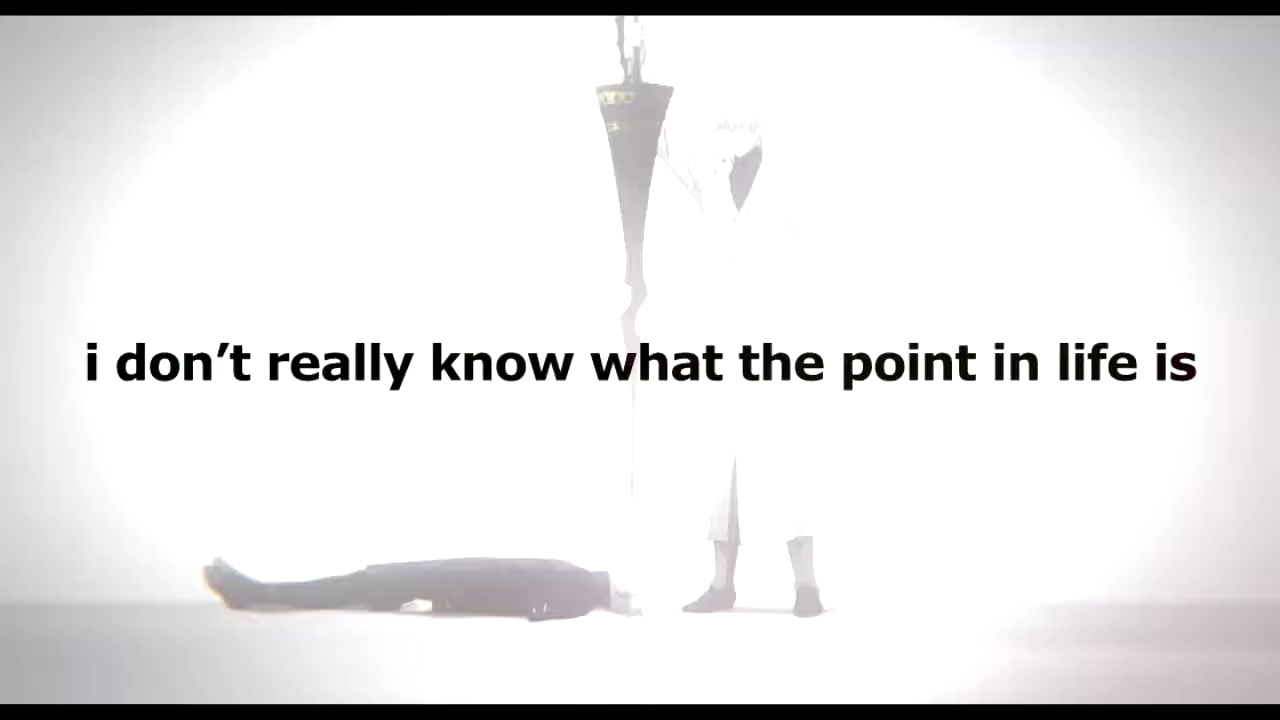 i don’t really know what the point in life is